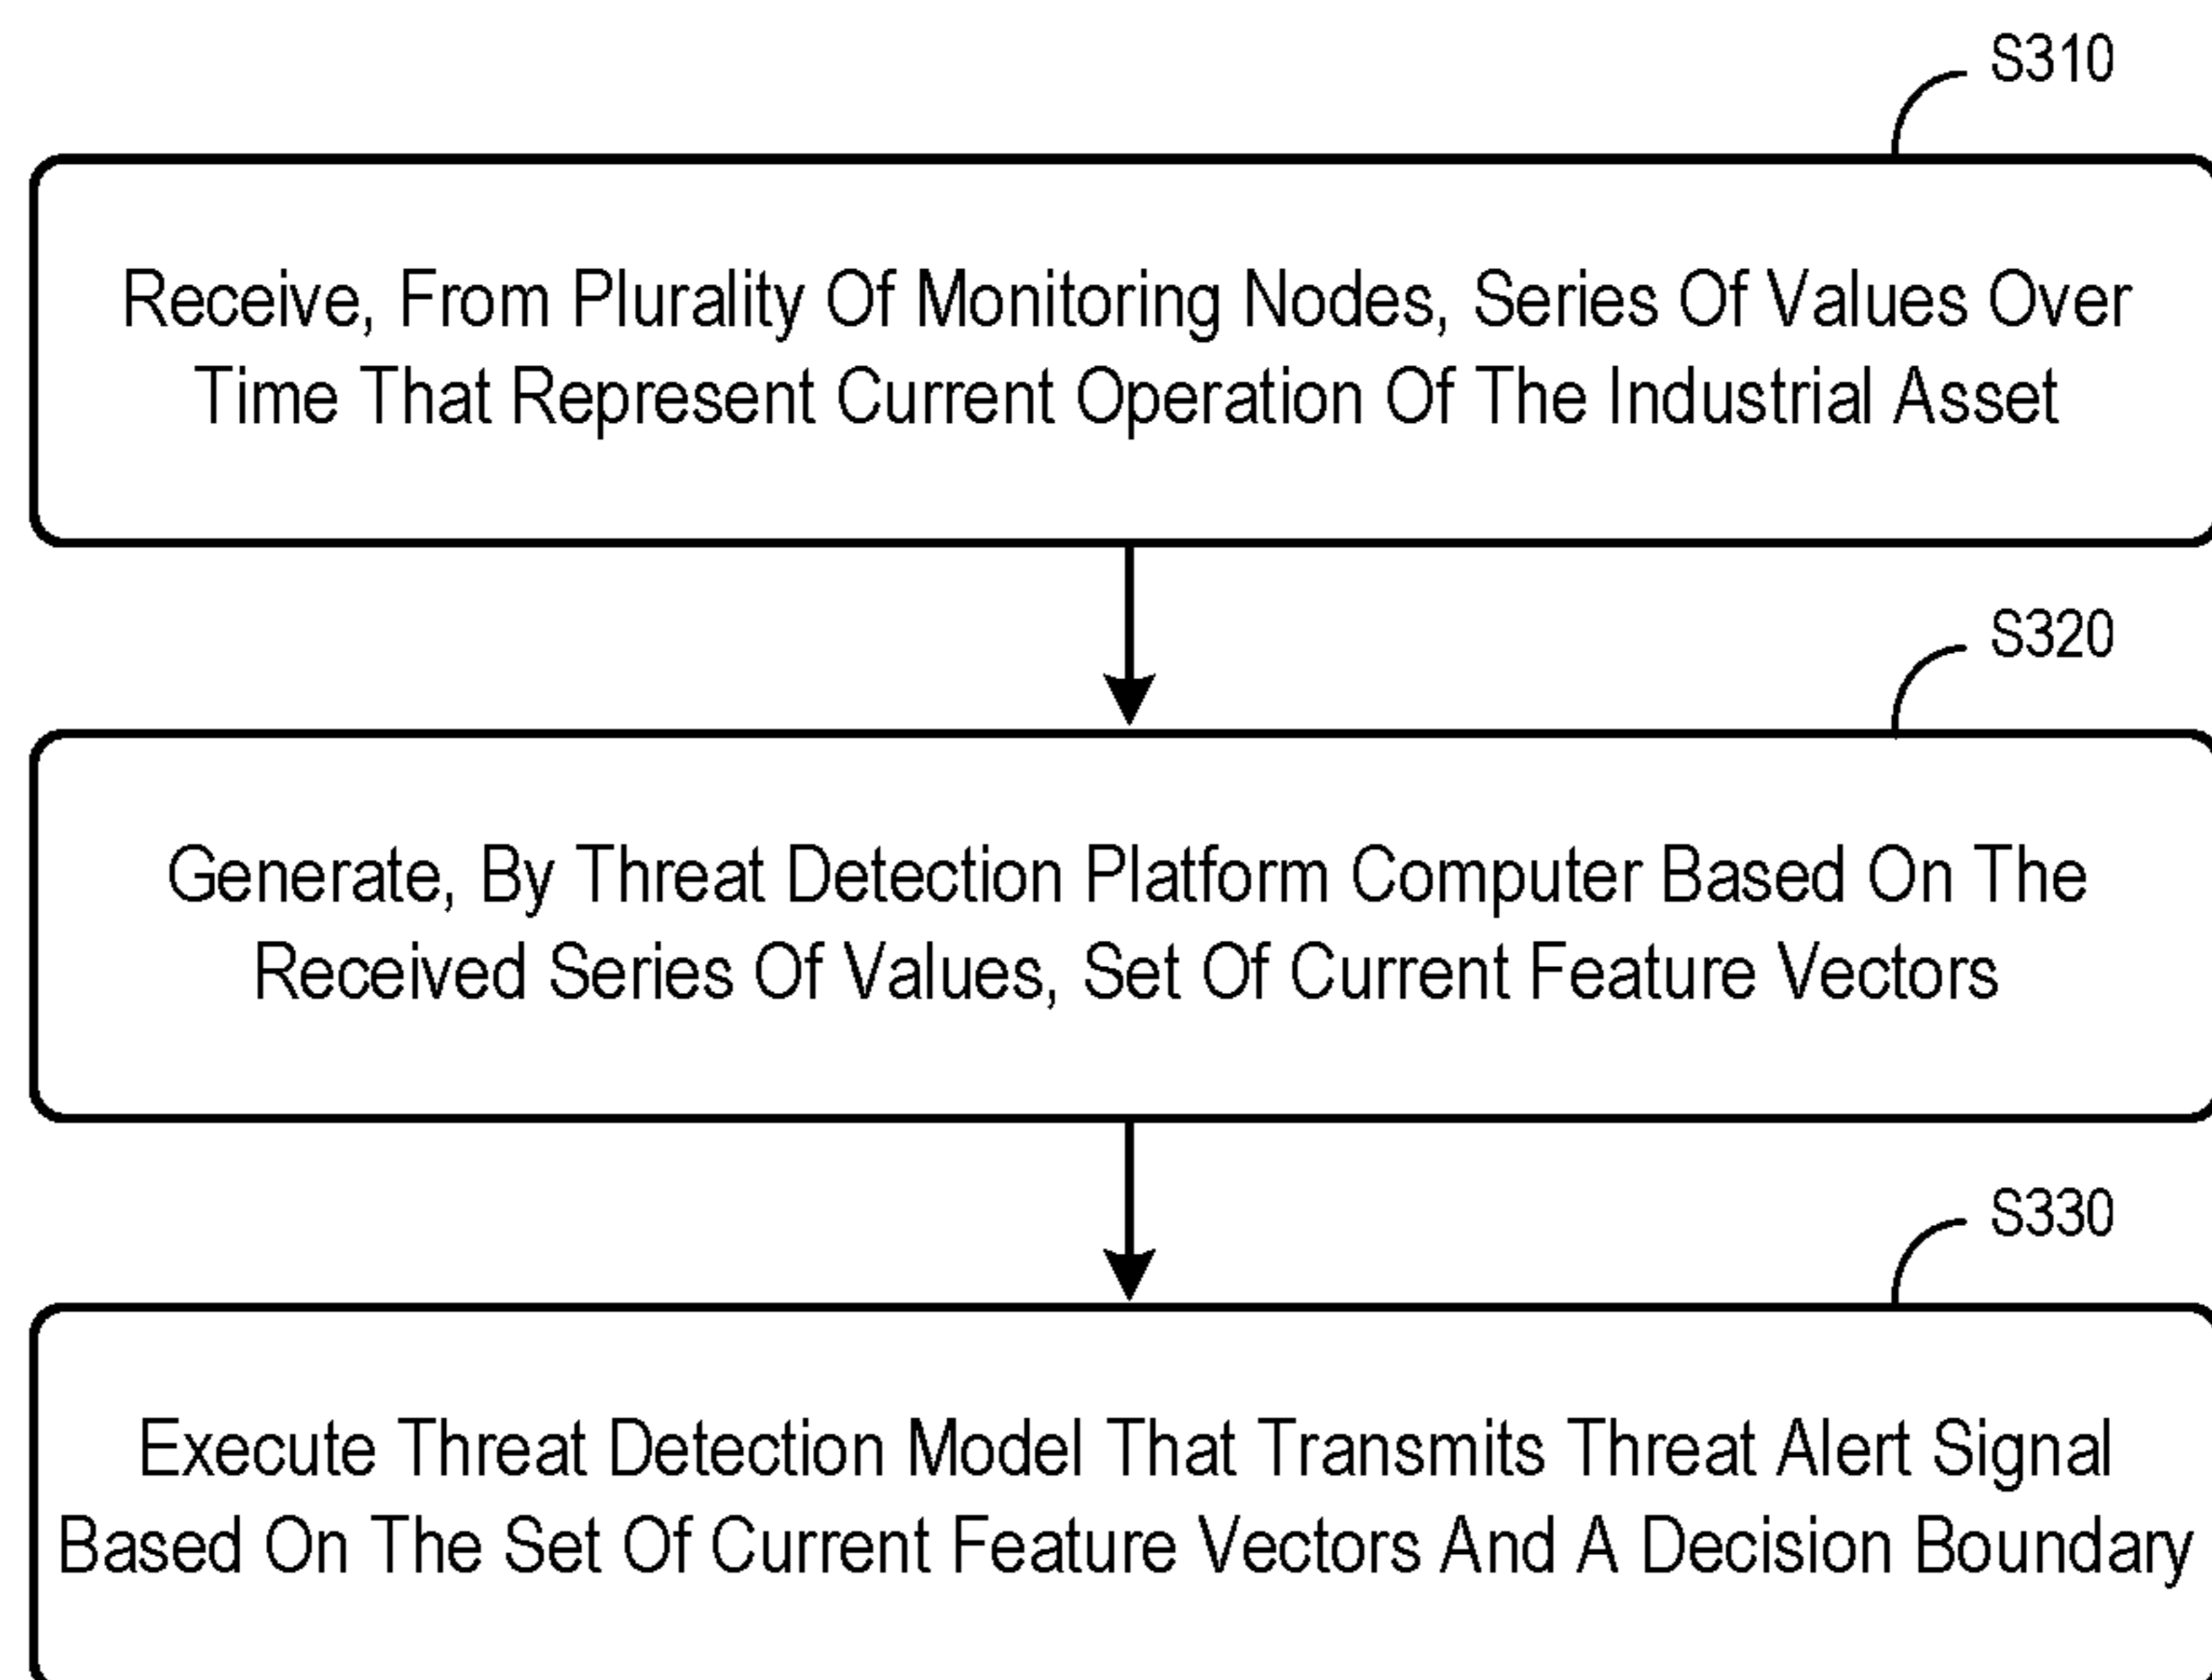 S310
Receive, From Plurality Of Monitoring Nodes, Series Of Values Over
Time That Represent Current Operation Of The Industrial Asset
S320
Generate, By Threat Detection Platform Computer Based On The
Received Series Of Values, Set Of Current Feature Vectors
S330
Execute Threat Detection Model That Transmits Threat Alert Signal
Based On The Set Of Current Feature Vectors And A Decision Boundary